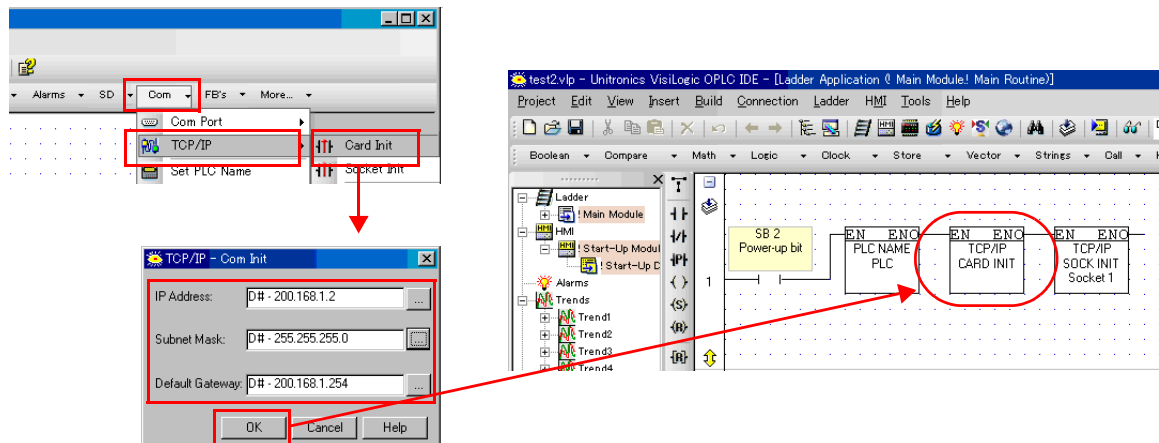 Alarms SD Com FB's More...
Com Port
TCP/IP Card Init
Set PLC Name Socket Init
TCP/IP - Com Init
IP Address: D# - 200.168.1.2 ...
Subnet Mask: D# - 255.255.255.0 ...
Default Gateway: D# - 200.168.1.254 ...
OK Cancel Help
test2.vlp - Unitronics VisiLogic OPLC IDE - [Ladder Application (! Main Module! Main Routine)]
Project Edit View Insert Build Connection Ladder HMI Tools Help
Boolean Compare Math Logic Clock Store Vector Strings Call
Ladder
! Main Module
HMI
! Start-Up Modul
! Start-Up D
Alarms
Trends
Trend1
Trend2
Trend3
Trend4
1
SB 2
Power-up bit
EN ENO
PLC NAME
PLC
EN ENO
TCP/IP
CARD INIT
EN ENO
TCP/IP
SOCK INIT
Socket 1